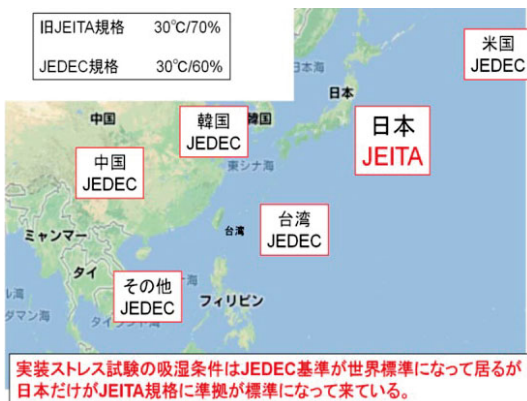 旧JEITA規格 30℃/70%
JEDEC規格 30℃/60%
米国
JEDEC
日本海
日本
中国
韓国
JEDEC
韓国
日本
JEITA
中国
JEDEC
東シナ海
ミャンマー
台湾
台湾
JEDEC
タイ
その他
JEDEC
フィリピン
ダマン海
実装ストレス試験の吸湿条件はJEDEC基準が世界標準になって居るが
日本だけがJEITA規格に準拠が標準になって来ている。